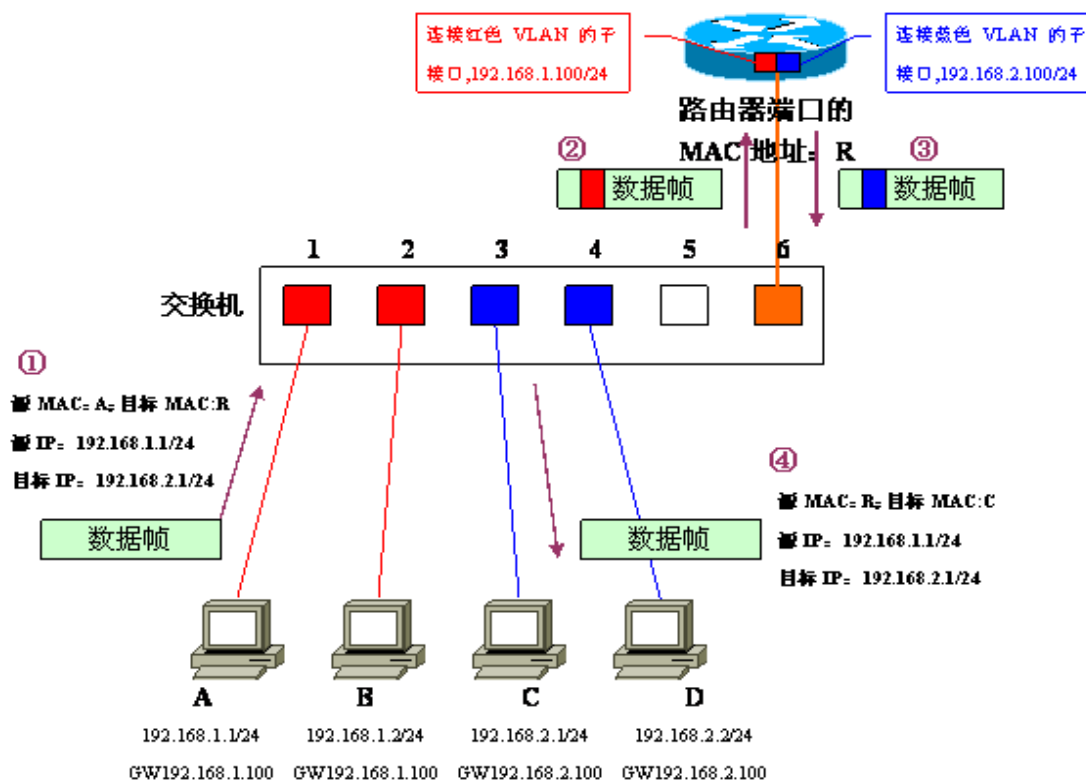 连接红色 VLAN 的子
接口,192.168.1.100/24
连接蓝色 VLAN 的子
接口,192.168.2.100/24
路由器端口的
MAC 地址：R
②
数据帧
③
数据帧
1 2 3 4 5 6
交换机
①
源 MAC：A；目标 MAC:R
源 IP：192.168.1.1/24
目标 IP：192.168.2.1/24
数据帧
④
源 MAC：R；目标 MAC:C
源 IP：192.168.1.1/24
目标 IP：192.168.2.1/24
数据帧
A B C D
192.168.1.1/24 192.168.1.2/24 192.168.2.1/24 192.168.2.2/24
GW192.168.1.100 GW192.168.1.100 GW192.168.2.100 GW192.168.2.100